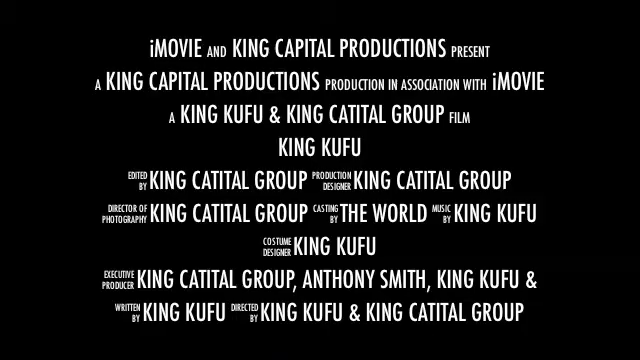 iMOVIE AND KING CAPITAL PRODUCTIONS PRESENT
A KING CAPITAL PRODUCTIONS PRODUCTION IN ASSOCIATION WITH iMOVIE
A KING KUFU & KING CATITAL GROUP FILM
KING KUFU
EDITED BY KING CATITAL GROUP PRODUCTION DESIGNER KING CATITAL GROUP
DIRECTOR OF PHOTOGRAPHY KING CATITAL GROUP CASTING BY THE WORLD MUSIC BY KING KUFU
COSTUME DESIGNER KING KUFU
EXECUTIVE PRODUCER KING CATITAL GROUP, ANTHONY SMITH, KING KUFU &
WRITTEN BY KING KUFU DIRECTED BY KING KUFU & KING CATITAL GROUP